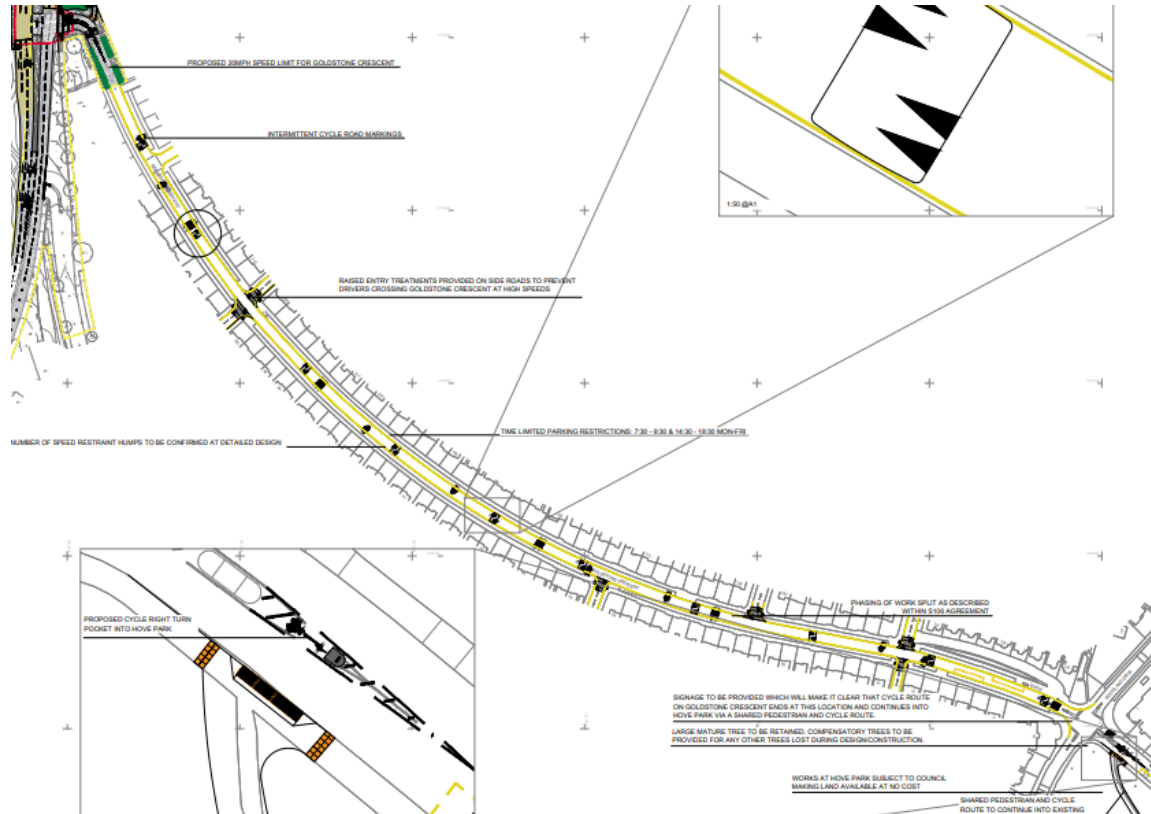 PROPOSED 20MPH SPEED LIMIT FOR GOLDSTONE CRESCENT
INTERMITTENT CYCLE ROAD MARKINGS
1:50 @A1
RAISED ENTRY TREATMENTS PROVIDED ON SIDE ROADS TO PREVENT
DRIVERS CROSSING GOLDSTONE CRESCENT AT HIGH SPEEDS
TIME LIMITED PARKING RESTRICTIONS: 7:30 - 9:30 & 14:30 - 18:30 MON-FRI
NUMBER OF SPEED RESTRAINT HUMPS TO BE CONFIRMED AT DETAILED DESIGN
PROPOSED CYCLE RIGHT TURN
POCKET INTO HOVE PARK
PHASING OF WORK SPLIT AS DESCRIBED
WITHIN S106 AGREEMENT
SIGNAGE TO BE PROVIDED WHICH WILL MAKE IT CLEAR THAT CYCLE ROUTE
ON GOLDSTONE CRESCENT ENDS AT THIS LOCATION AND CONTINUES INTO
HOVE PARK VIA A SHARED PEDESTRIAN AND CYCLE ROUTE.
LARGE MATURE TREE TO BE RETAINED. COMPENSATORY TREES TO BE
PROVIDED FOR ANY OTHER TREES LOST DURING DESIGN/CONSTRUCTION.
WORKS AT HOVE PARK SUBJECT TO COUNCIL
MAKING LAND AVAILABLE AT NO COST
SHARED PEDESTRIAN AND CYCLE
ROUTE TO CONTINUE INTO EXISTING